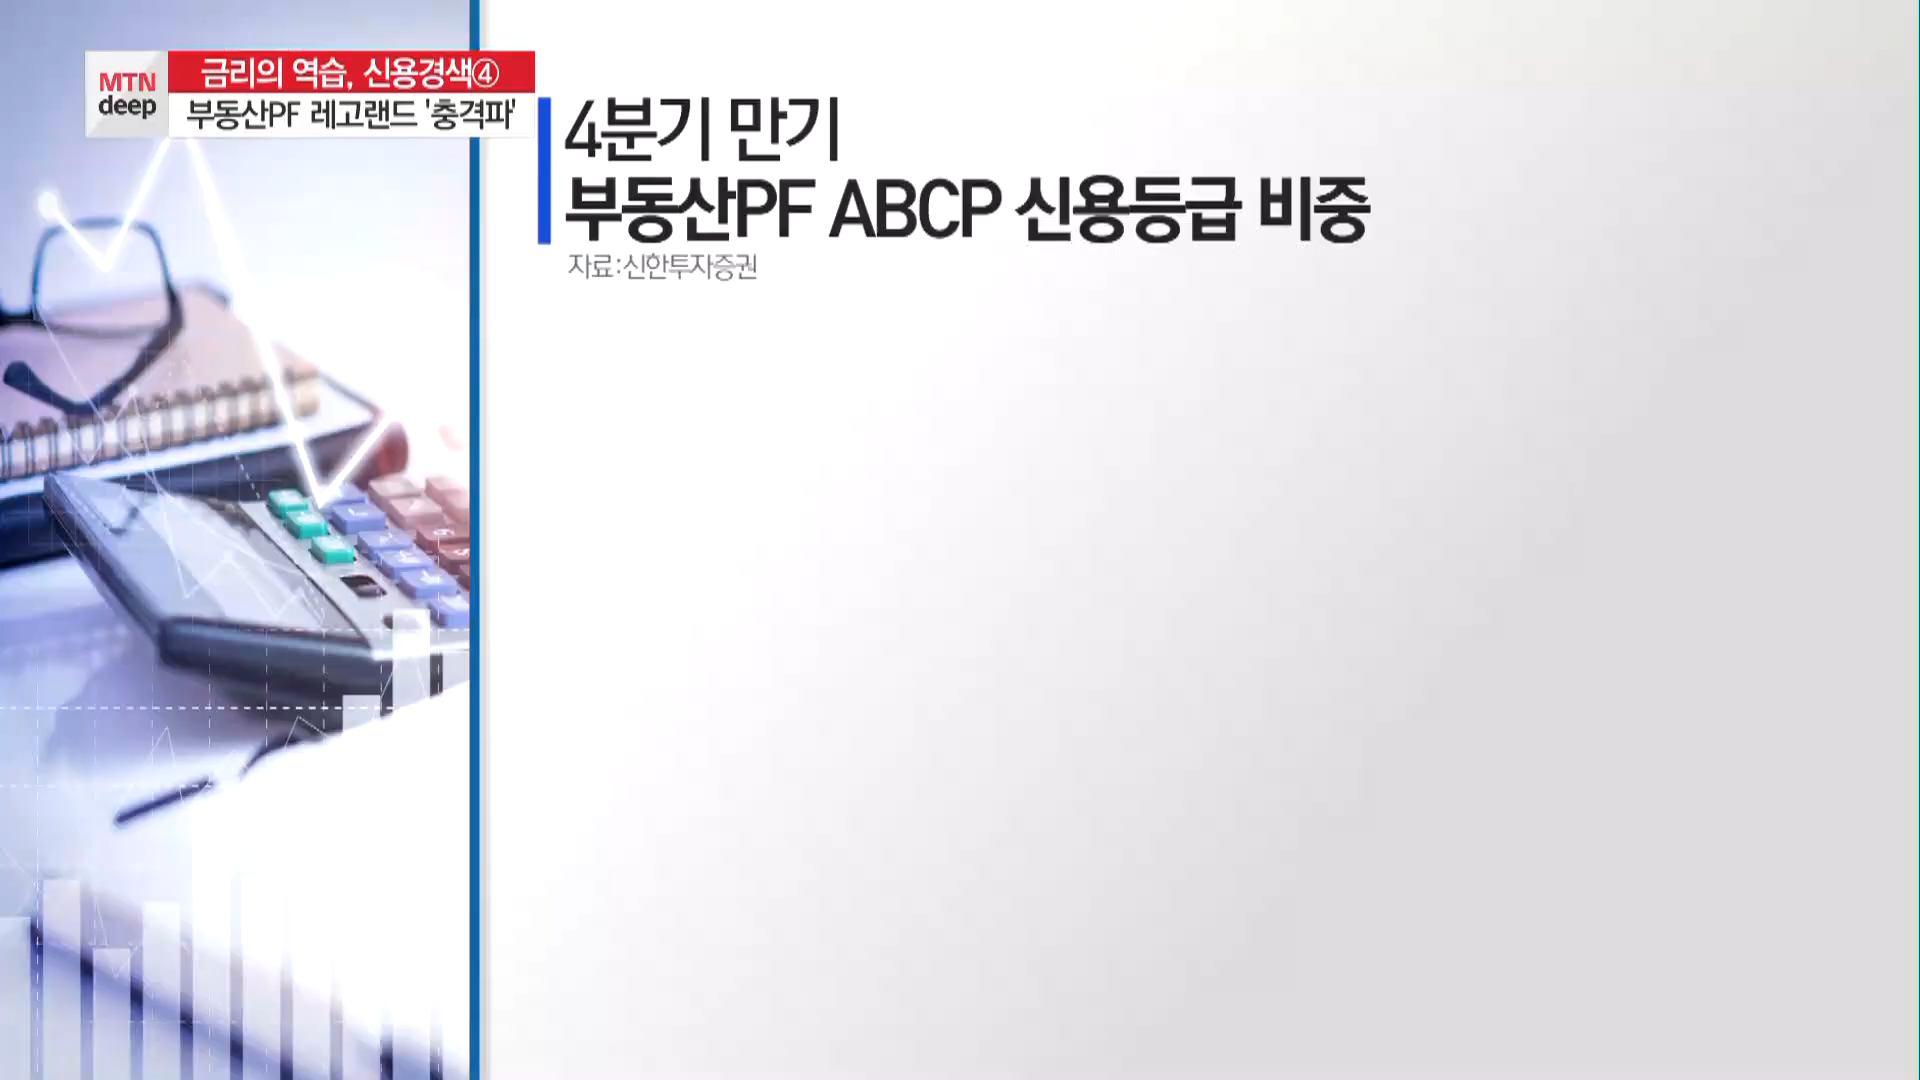 MTN
deep
금리의 역습, 신용경색④
부동산PF 레고랜드 '충격파'
4분기 만기
부동산PF ABCP 신용등급 비중
자료:신한투자증권